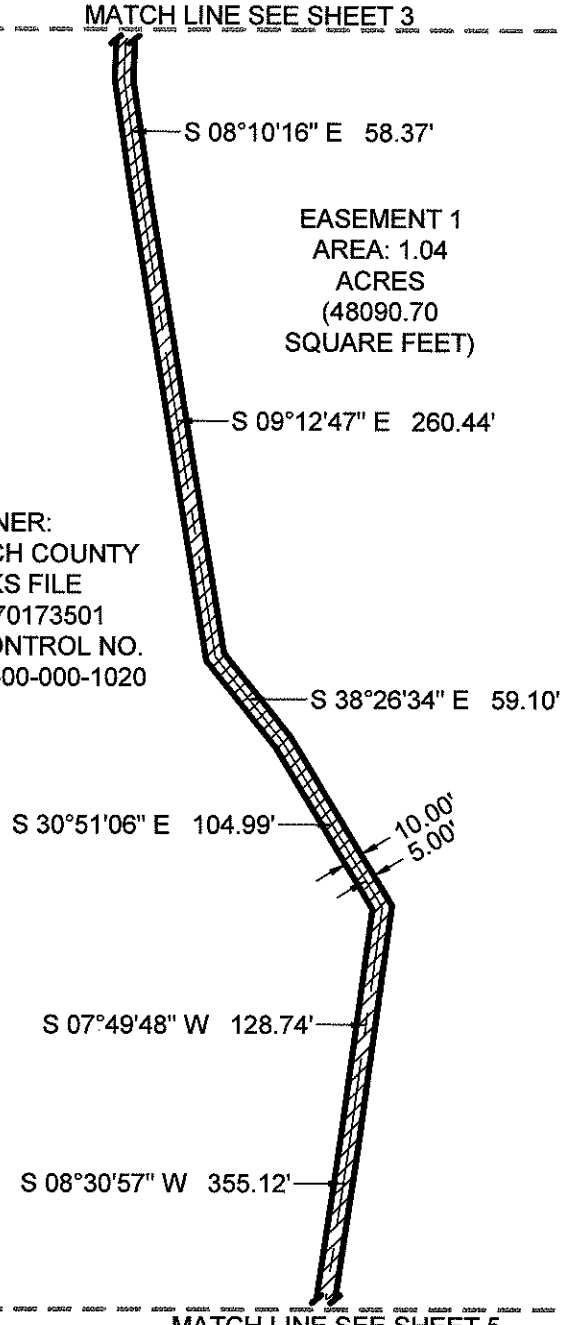 MATCH LINE SEE SHEET 3
S 08°10'16" E 58.37'
EASEMENT 1
AREA: 1.04
ACRES
(48090.70
SQUARE FEET)
S 09°12'47" E 260.44'
NER:
CH COUNTY
KS FILE
70173501
ONTROL NO.
00-000-1020
S 38°26'34" E 59.10'
S 30°51'06" E 104.99'
10.00'
5.00'
S 07°49'48" W 128.74'
S 08°30'57" W 355.12'
MATCH LINE SEE SHEET 5